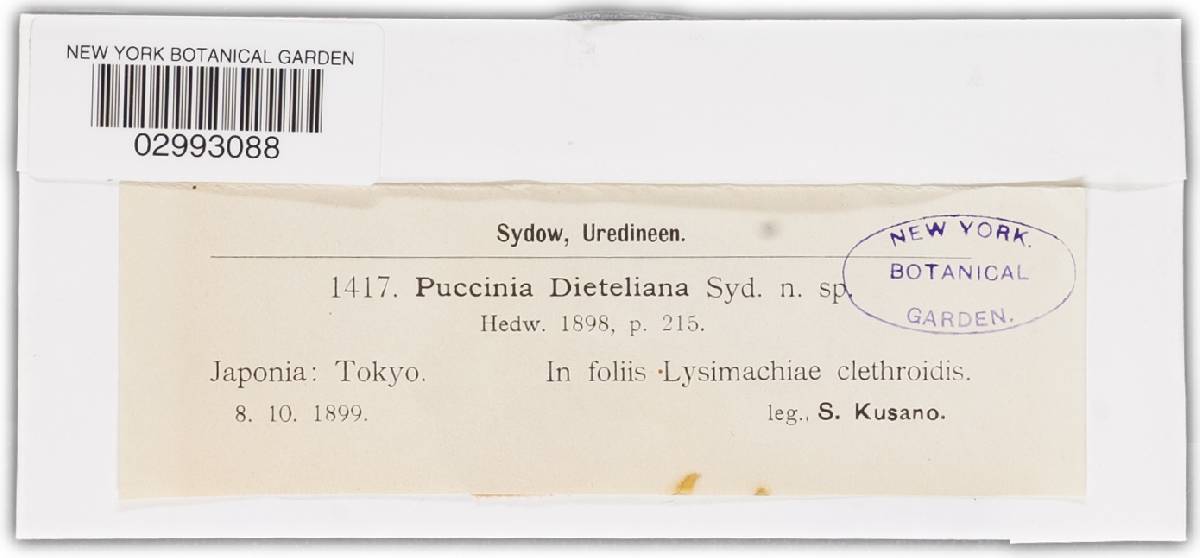 NEW YORK BOTANICAL GARDEN
02993088
Sydow, Uredineen.
1417. Puccinia Dieteliana Syd. n. sp.
Hedw. 1898, p. 215.
Japonia: Tokyo. In foliis Lysimachiae clethroidis.
8. 10. 1899. leg., S. Kusano.
NEW YORK.
BOTANICAL
GARDEN.